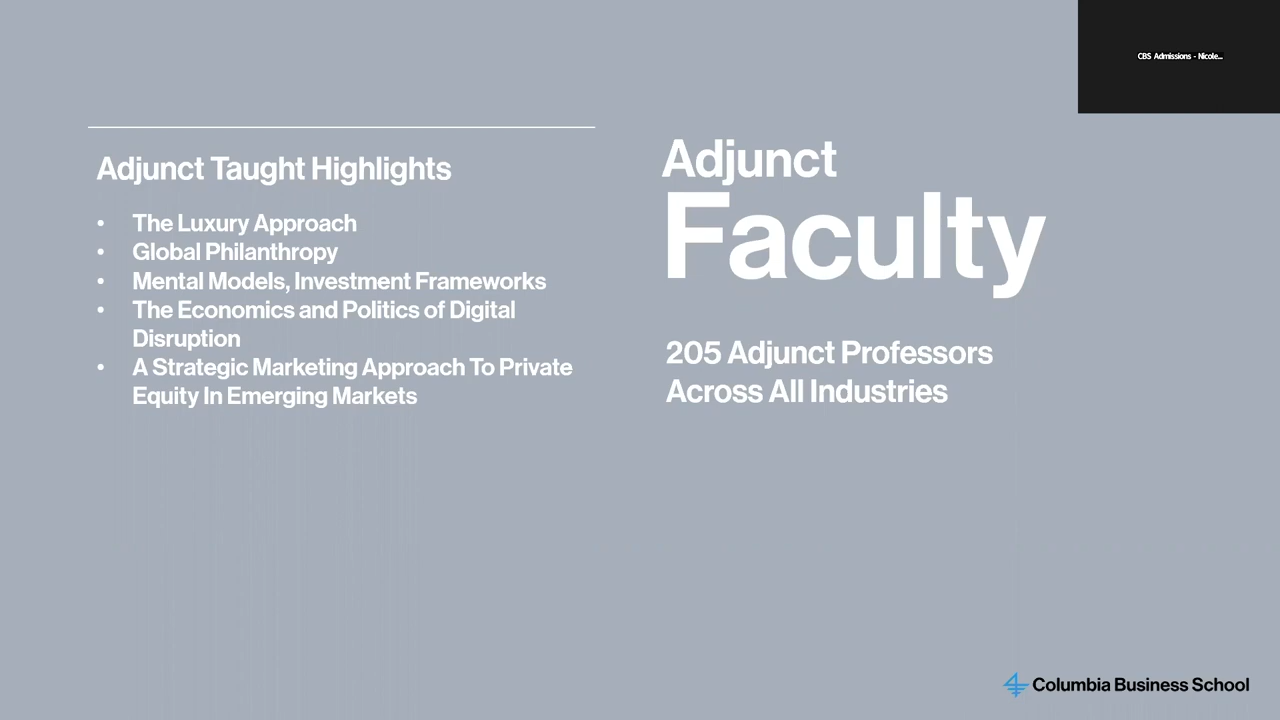 CBS Admissions - Nicole...
Adjunct Taught Highlights
• The Luxury Approach
• Global Philanthropy
• Mental Models, Investment Frameworks
• The Economics and Politics of Digital
Disruption
• A Strategic Marketing Approach To Private
Equity In Emerging Markets
Adjunct
Faculty
205 Adjunct Professors
Across All Industries
Columbia Business School